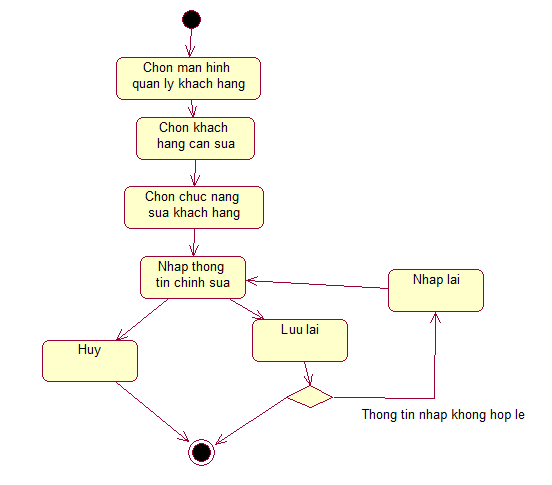 Chon man hinh
quan ly khach hang
Chon khach
hang can sua
Chon chuc nang
sua khach hang
Nhap thong
tin chinh sua
Nhap lai
Luu lai
Huy
Thong tin nhap khong hop le